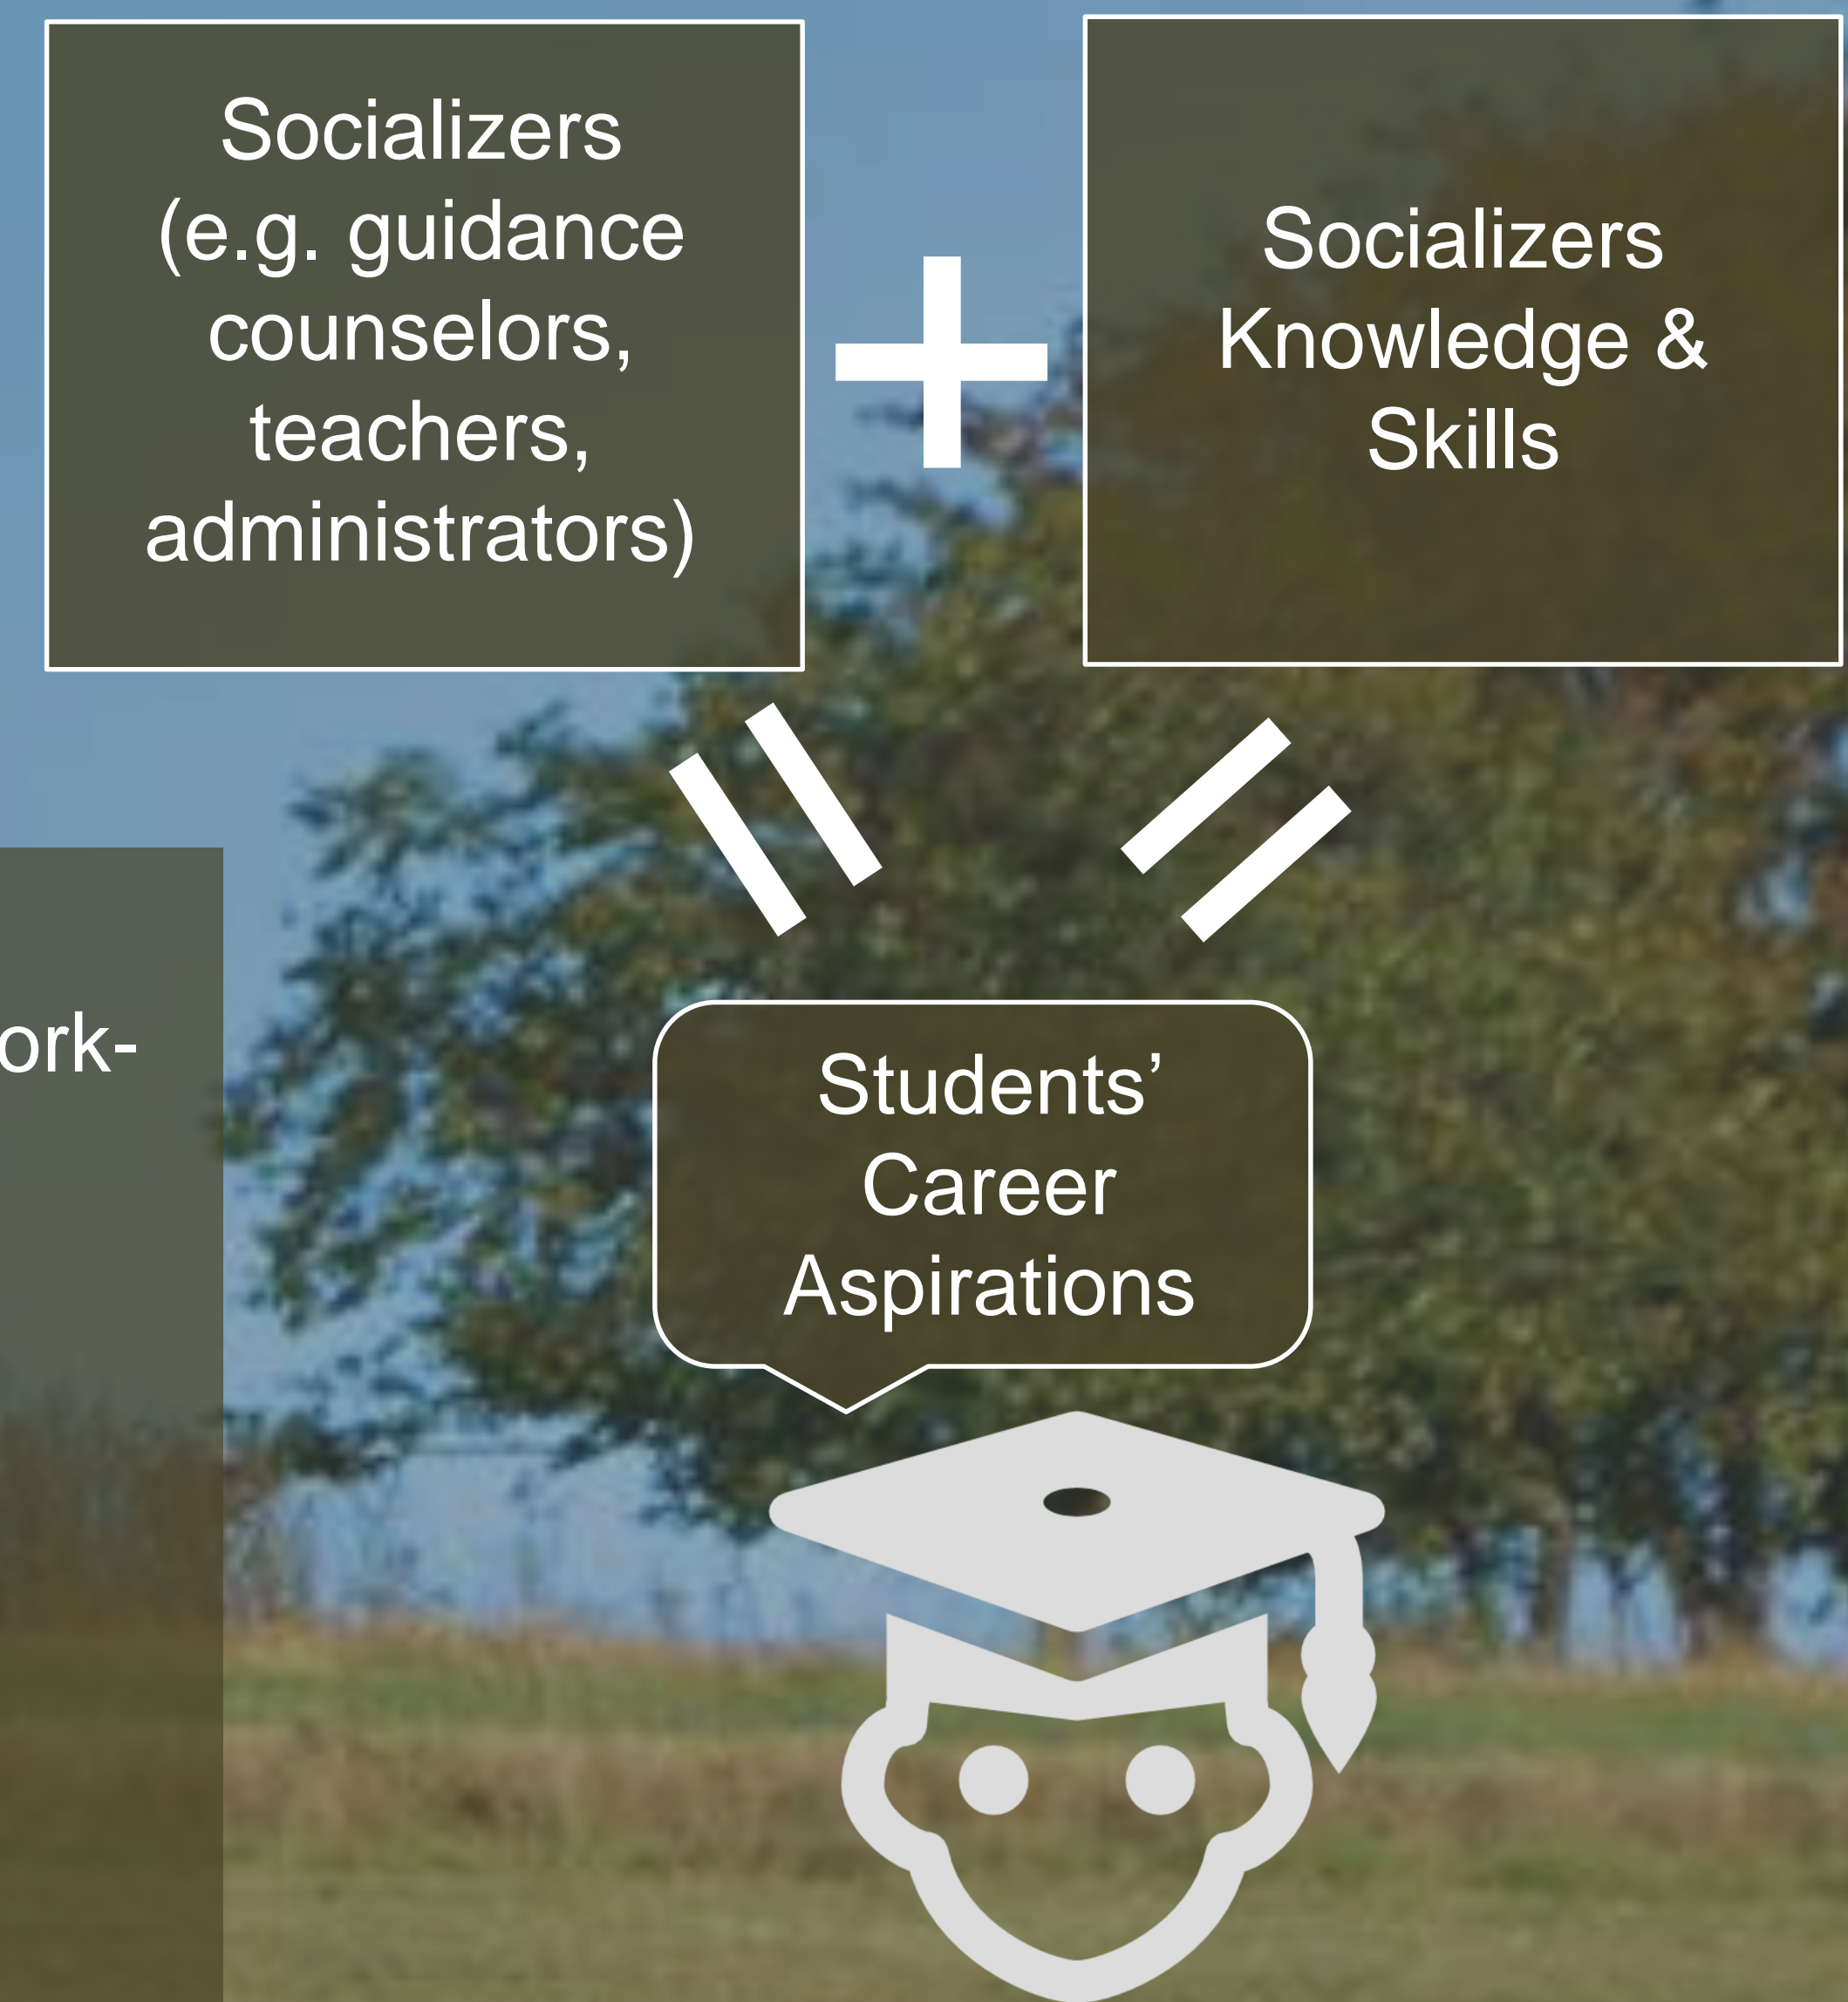 Socializers
(e.g. guidance
counselors,
teachers,
administrators)
Socializers
Knowledge &
Skills
ork-
Students’
Career
Aspirations